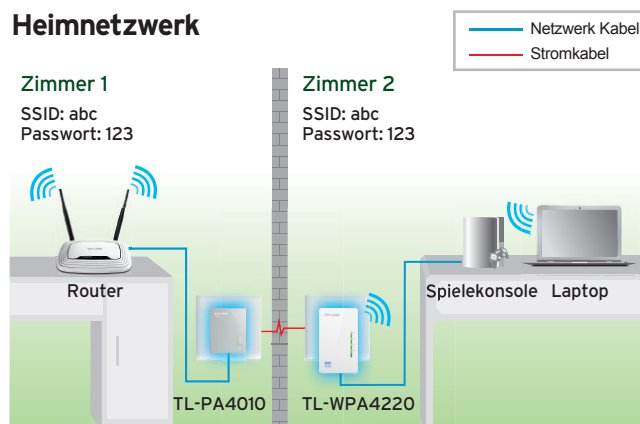 Heimnetzwerk
Netzwerk Kabel
Stromkabel
Zimmer 1
SSID: abc
Passwort: 123
Zimmer 2
SSID: abc
Passwort: 123
Router
Spielekonsole
Laptop
TL-PA4010
TL-WPA4220